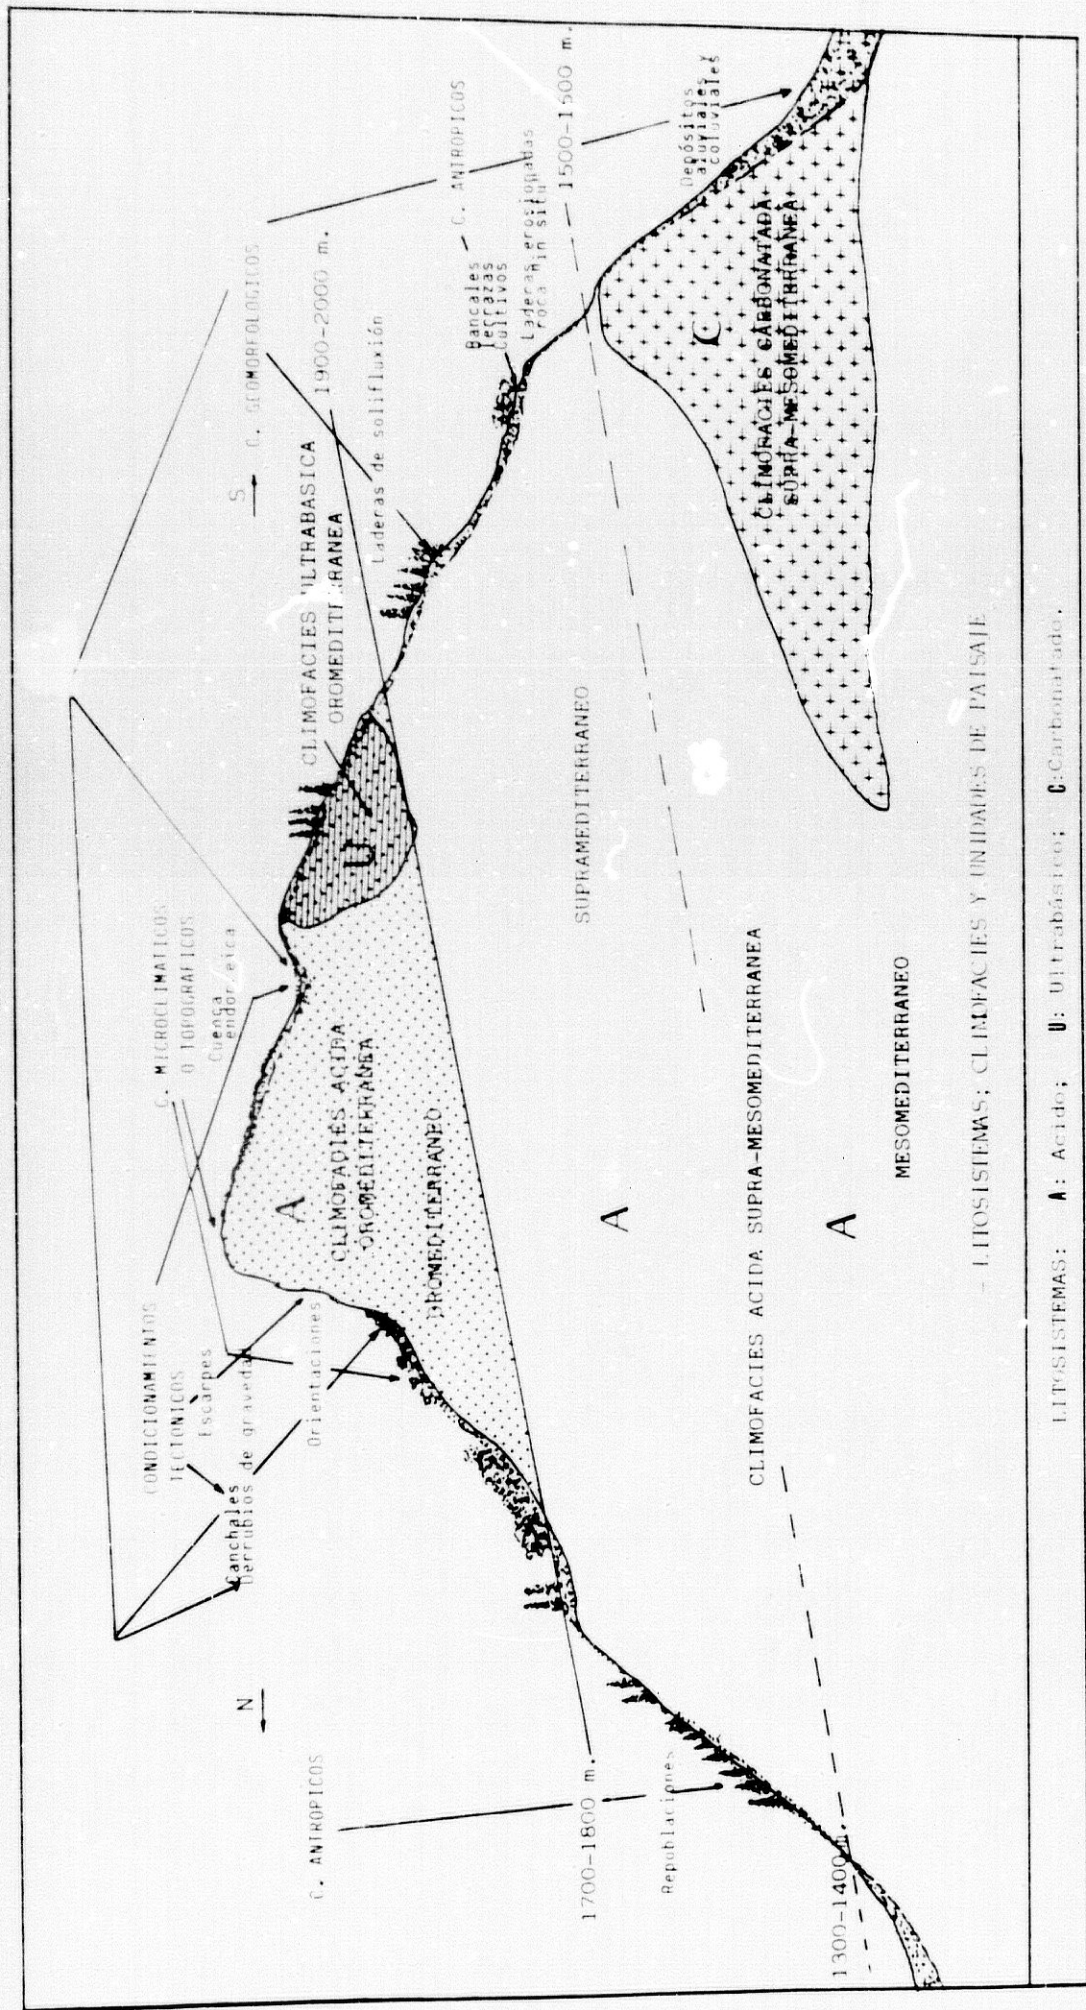 C. GEOMORFOLOGICOS
S
C. MICROCLIMATICOS
O TOPOGRAFICOS
Cuenca
endorreica
CONDICIONAMIENTOS
TECTONICOS
Escarpes
Canchales
Derrubios de gravedad
Orientaciones
N
C. ANTROPICOS
CLIMOFACIES ULTRABASICA
OROMEDITERRANEA
1900-2000 m.
Laderas de solifluxión
C. ANTROPICOS
Bancales
Terrazas
Cultivos
Laderas erosionadas
roca "in situ"
1500-1600 m.
Depósitos
aluviales y
coluviales
U
A
CLIMOFACIES ACIDA
OROMEDITERRANEA
OROMEDITERRANEO
1700-1800 m.
Repoblaciones
SUPRAMEDITERRANEO
A
C
CLIMOFACIES CARBONATADA
SUPRA-MESOMEDITERRANEA
CLIMOFACIES ACIDA SUPRA-MESOMEDITERRANEA
1300-1400 m.
A
MESOMEDITERRANEO
- LITOSISTEMAS; CLIMOFACIES Y UNIDADES DE PAISAJE
LITOSISTEMAS: A: Acido; U: Ultrabásico; C:Carbonatado.